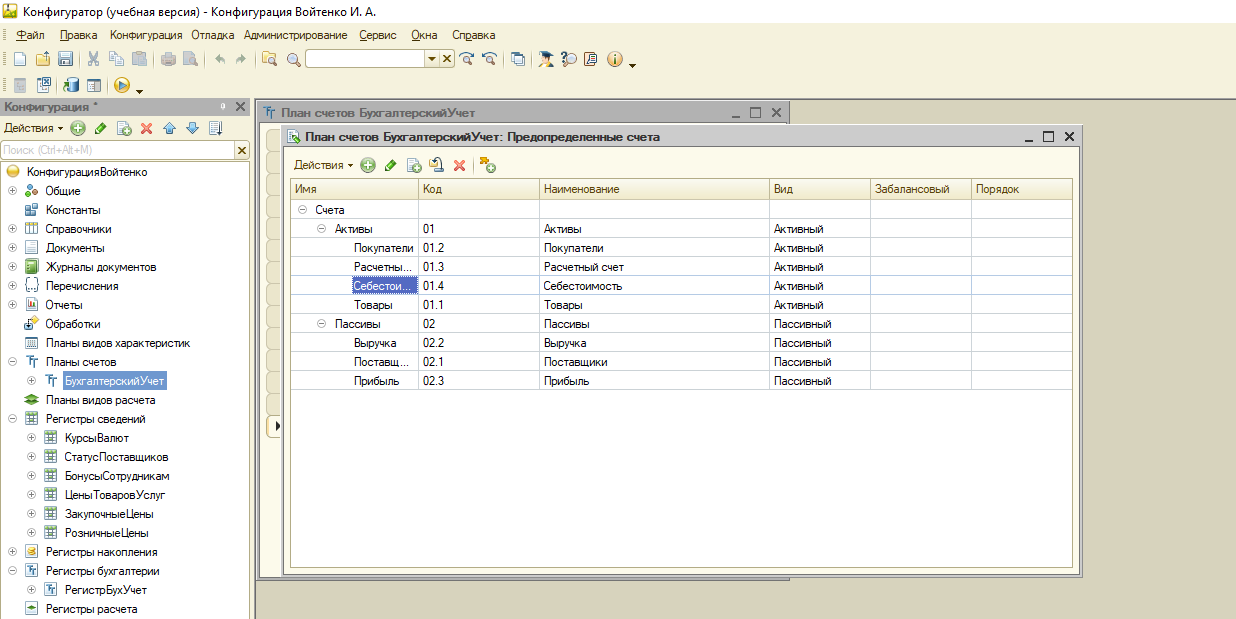 Конфигуратор (учебная версия) - Конфигурация Войтенко И. А.
Файл Правка Конфигурация Отладка Администрирование Сервис Окна Справка
Конфигурация *
Действия
Поиск (Ctrl+Alt+M)
КонфигурацияВойтенко
Общие
Константы
Справочники
Документы
Журналы документов
Перечисления
Отчеты
Обработки
Планы видов характеристик
Планы счетов
БухгалтерскийУчет
Планы видов расчета
Регистры сведений
КурсыВалют
СтатусПоставщиков
БонусыСотрудникам
ЦеныТоваровУслуг
ЗакупочныеЦены
РозничныеЦены
Регистры накопления
Регистры бухгалтерии
РегистрБухУчет
Регистры расчета
План счетов БухгалтерскийУчет
План счетов БухгалтерскийУчет: Предопределенные счета
Действия
Имя Код Наименование Вид Забалансовый Порядок
Счета
Активы 01 Активы Активный
Покупатели 01.2 Покупатели Активный
Расчетны... 01.3 Расчетный счет Активный
Себестои... 01.4 Себестоимость Активный
Товары 01.1 Товары Активный
Пассивы 02 Пассивы Пассивный
Выручка 02.2 Выручка Пассивный
Поставщ... 02.1 Поставщики Пассивный
Прибыль 02.3 Прибыль Пассивный